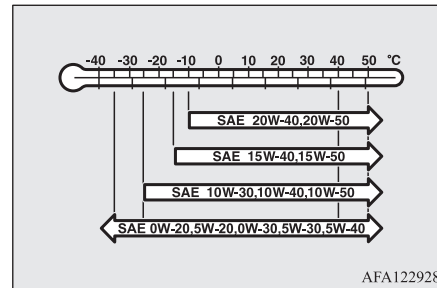 -40 -30 -20 -10 0 10 20 30 40 50 °C
SAE 20W-40,20W-50
SAE 15W-40,15W-50
SAE 10W-30,10W-40,10W-50
SAE 0W-20,5W-20,0W-30,5W-30,5W-40
AFA122928